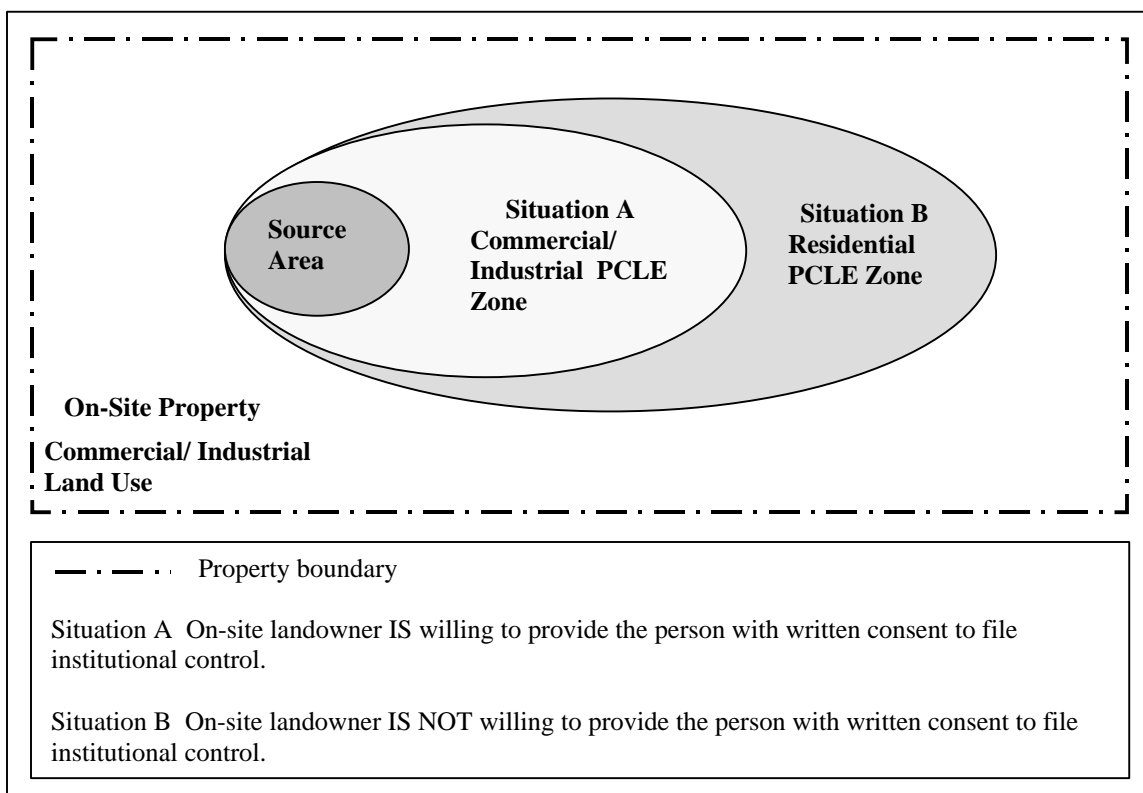 Source
Area
Situation A
Commercial/
Industrial PCLE
Zone
Situation B
Residential
PCLE Zone
On-Site Property
Commercial/ Industrial
Land Use
Property boundary
Situation A On-site landowner IS willing to provide the person with written consent to file
institutional control.
Situation B On-site landowner IS NOT willing to provide the person with written consent to file
institutional control.